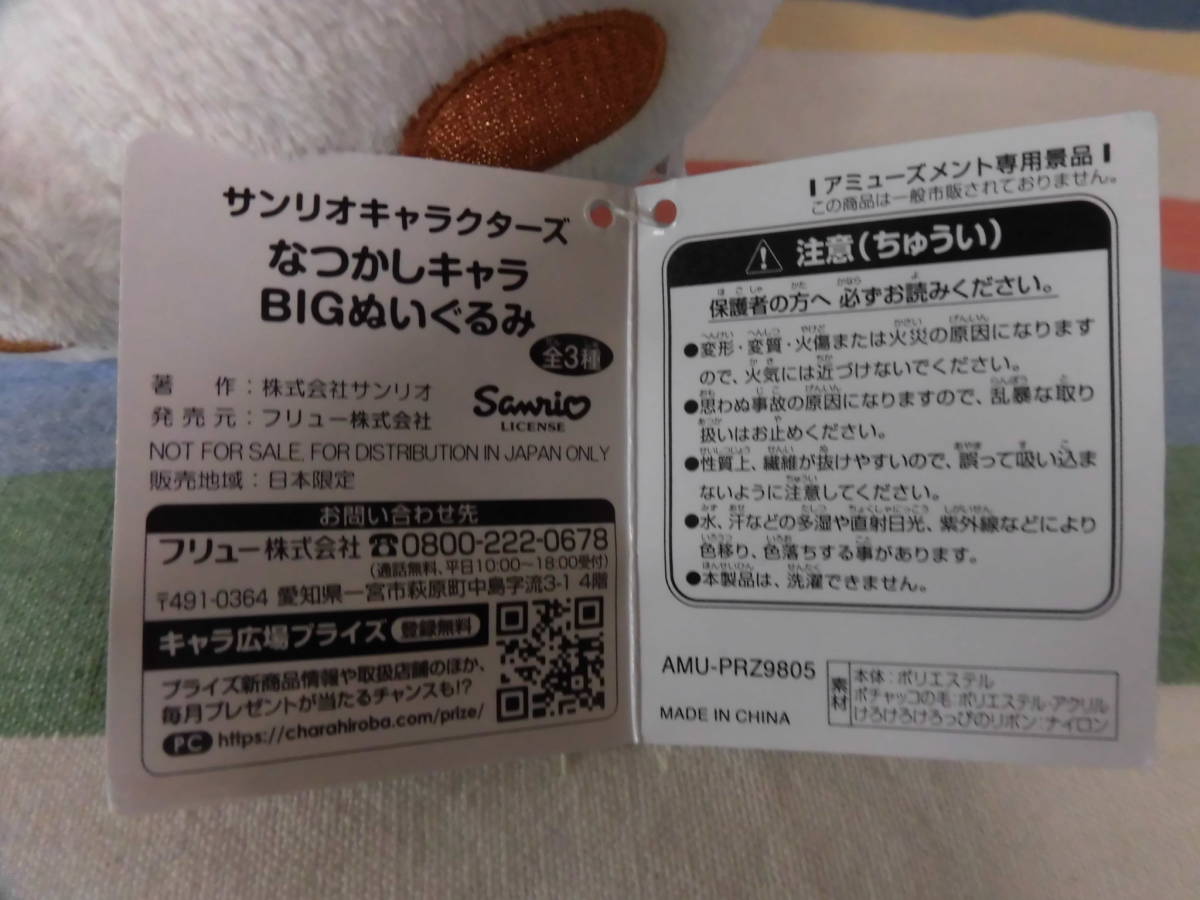 サンリオキャラクターズ
なつかしキャラ
BIGぬいぐるみ
全3種
著　作：株式会社サンリオ
発売元：フリュー株式会社
Sanrio
LICENSE
NOT FOR SALE, FOR DISTRIBUTION IN JAPAN ONLY
販売地域：日本限定
お問い合わせ先
フリュー株式会社 ☎0800-222-0678
(通話無料、平日10:00～18:00受付)
〒491-0364 愛知県一宮市萩原町中島字流3-1 4階
キャラ広場プライズ 登録無料
プライズ新商品情報や取扱店舗のほか、
毎月プレゼントが当たるチャンスも!?
PC https://charahiroba.com/prize/
アミューズメント専用景品
この商品は一般市販されておりません。
注意(ちゅうい)
保護者の方へ 必ずお読みください。
●変形・変質・火傷または火災の原因になります
ので、火気には近づけないでください。
●思わぬ事故の原因になりますので、乱暴な取り
扱いはお止めください。
●性質上、繊維が抜けやすいので、誤って吸い込ま
ないように注意してください。
●水、汗などの多湿や直射日光、紫外線などにより
色移り、色落ちする事があります。
●本製品は、洗濯できません。
AMU-PRZ9805
MADE IN CHINA
素材
本体：ポリエステル
ポチャッコの毛：ポリエステル・アクリル
けろけろけろっぴのリボン：ナイロン